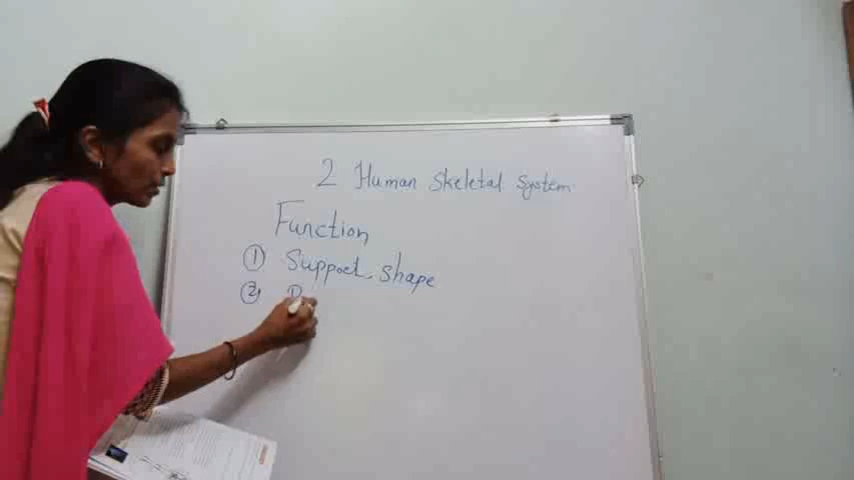 2 Human Skeletal System
Function
① Support shape
② P